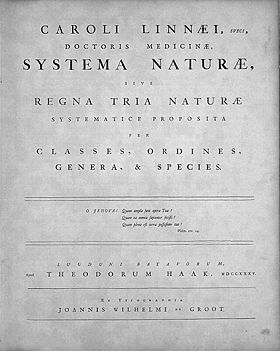 CAROLI LINNÆI, SVECI,
DOCTORIS MEDICINÆ,
SYSTEMA NATURÆ,
SIVE
REGNA TRIA NATURÆ
SYSTEMATICE PROPOSITA
PER
CLASSES, ORDINES,
GENERA, & SPECIES.
O JEHOVA! Quam ampla sunt opera Tua!
Quam ea omnia sapienter fecisti!
Quam plena est terra possessione tua!
Psalm. civ. 24.
LUGDUNI BATAVORUM,
Apud THEODORUM HAAK, MDCCXXXV.
Ex Typographia
JOANNIS WILHELMI DE GROOT.